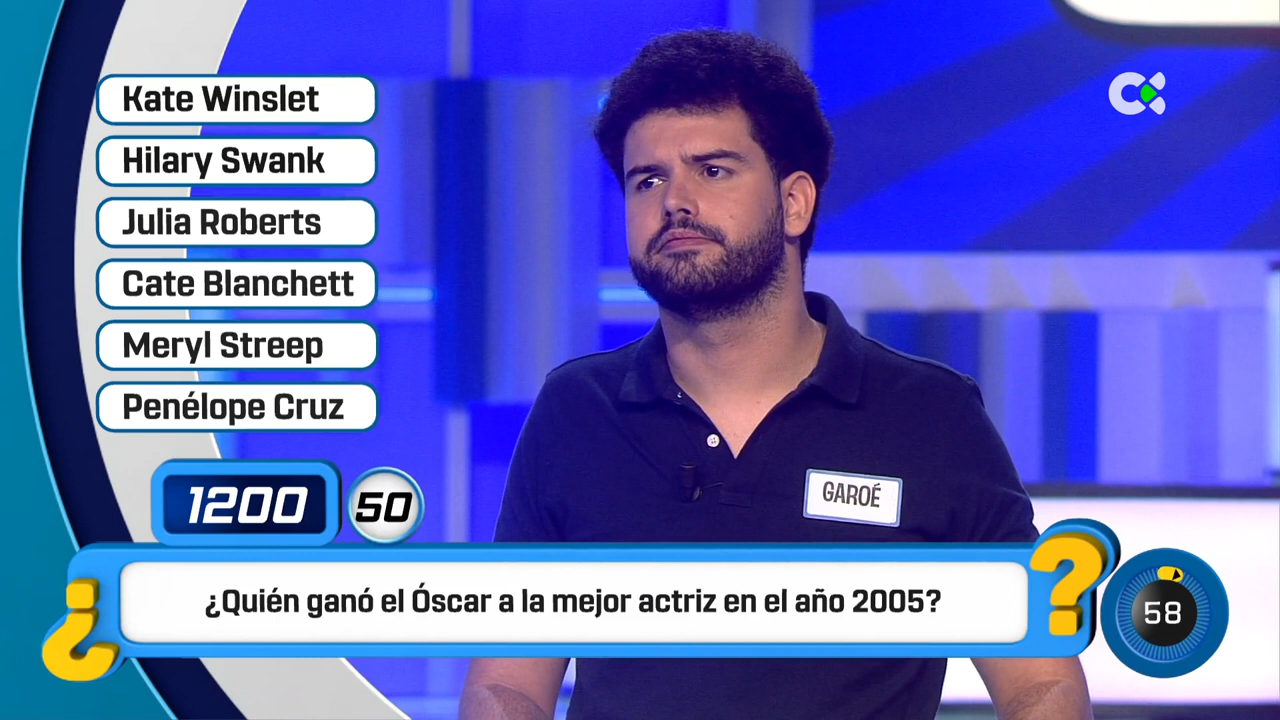 Kate Winslet
Hilary Swank
Julia Roberts
Cate Blanchett
Meryl Streep
Penélope Cruz
1200 50
GAROÉ
¿Quién ganó el Óscar a la mejor actriz en el año 2005?
58